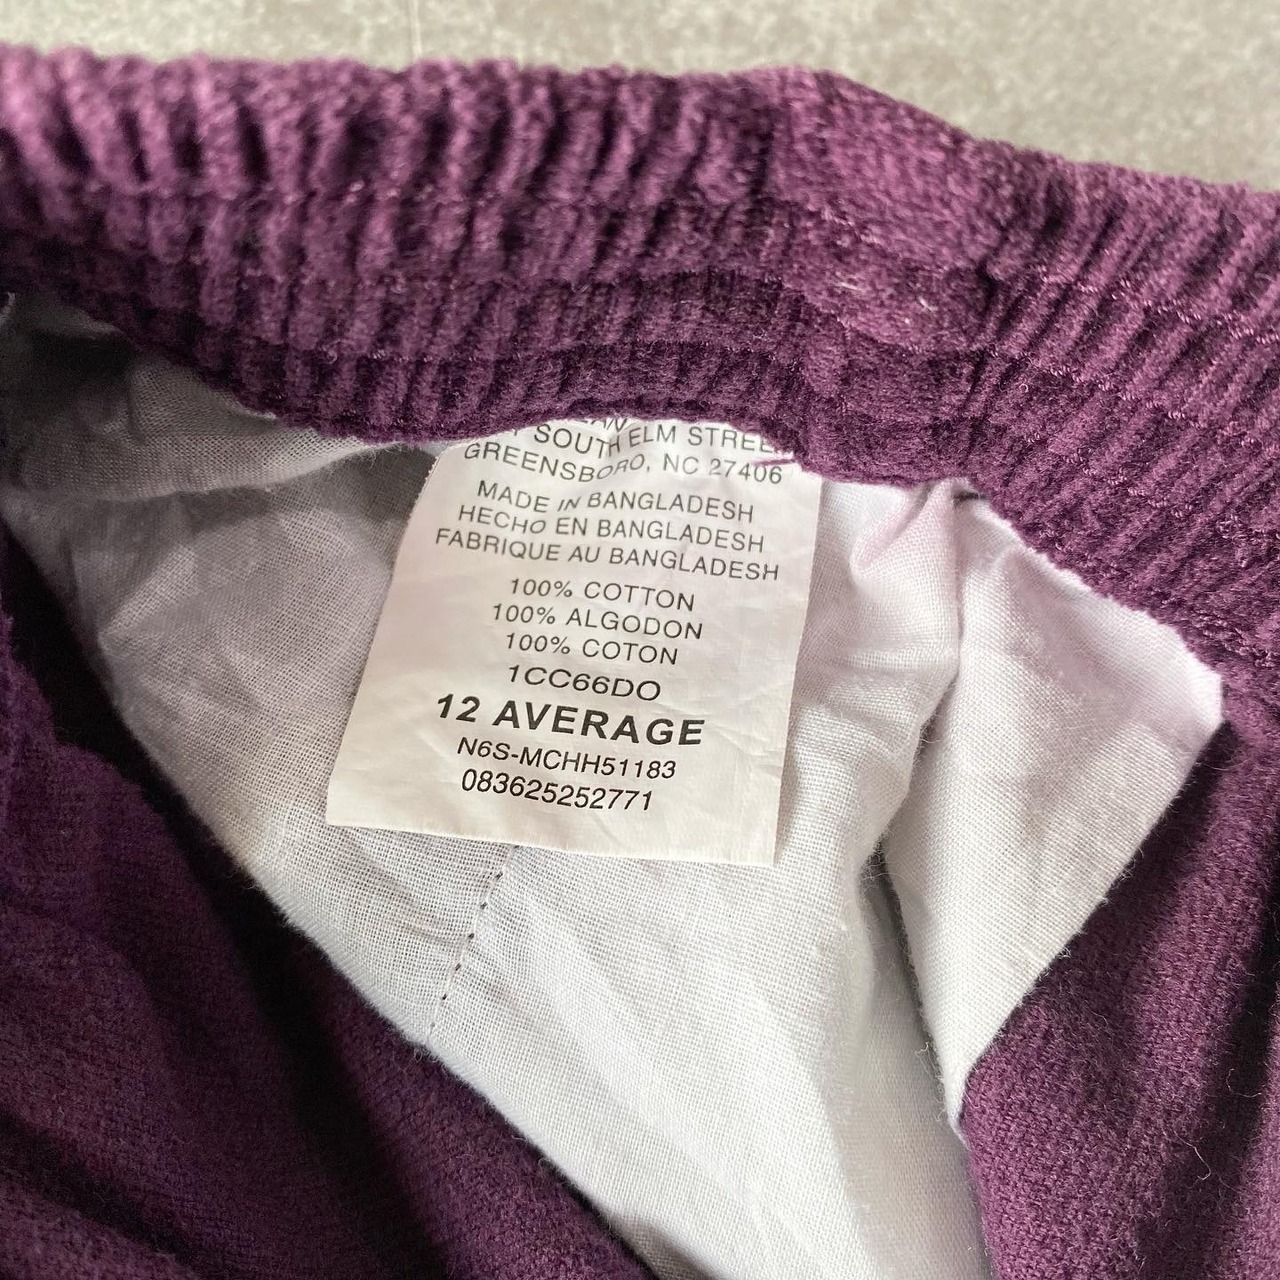 SOUTH ELM STREET
GREENSBORO, NC 27406
MADE IN BANGLADESH
HECHO EN BANGLADESH
FABRIQUE AU BANGLADESH
100% COTTON
100% ALGODON
100% COTON
1CC66DO
12 AVERAGE
N6S-MCHH51183
083625252771